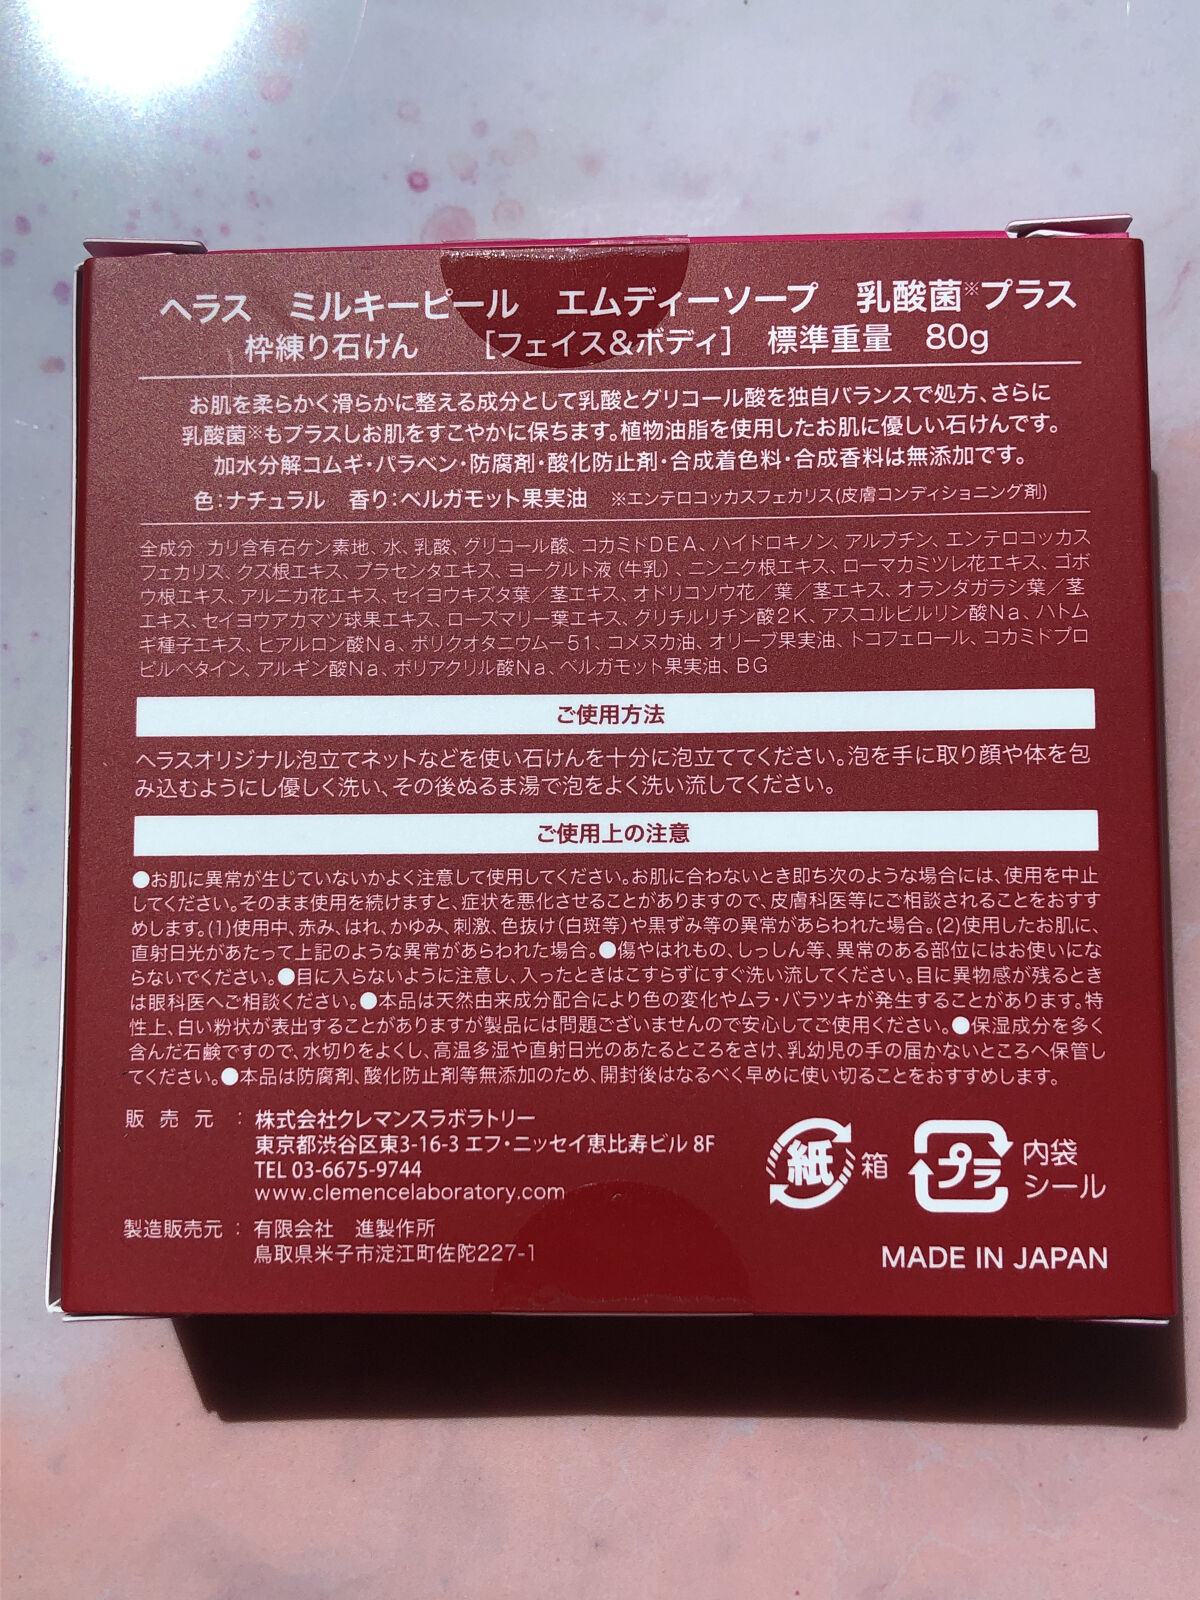 ヘラス　ミルキーピール　エムディーソープ　乳酸菌※プラス
枠練り石けん　［フェイス&ボディ］　標準重量　80g
お肌を柔らかく滑らかに整える成分として乳酸とグリコール酸を独自バランスで処方、さらに
乳酸菌※もプラスしお肌をすこやかに保ちます。植物油脂を使用したお肌に優しい石けんです。
加水分解コムギ・パラベン・防腐剤・酸化防止剤・合成着色料・合成香料は無添加です。
色：ナチュラル　香り：ベルガモット果実油　※エンテロコッカスフェカリス(皮膚コンディショニング剤)
全成分：カリ含有石ケン素地、水、乳酸、グリコール酸、コカミドDEA、ハイドロキノン、アルブチン、エンテロコッカス
フェカリス、クズ根エキス、プラセンタエキス、ヨーグルト液（牛乳）、ニンニク根エキス、ローマカミツレ花エキス、ゴボ
ウ根エキス、アルニカ花エキス、セイヨウキズタ葉／茎エキス、オドリコソウ花／葉／茎エキス、オランダガラシ葉／茎
エキス、セイヨウアカマツ球果エキス、ローズマリー葉エキス、グリチルリチン酸2K、アスコルビルリン酸Na、ハトム
ギ種子エキス、ヒアルロン酸Na、ポリクオタニウム－51、コメヌカ油、オリーブ果実油、トコフェロール、コカミドプロ
ピルベタイン、アルギン酸Na、ポリアクリル酸Na、ベルガモット果実油、BG
ご使用方法
ヘラスオリジナル泡立てネットなどを使い石けんを十分に泡立ててください。泡を手に取り顔や体を包
み込むようにし優しく洗い、その後ぬるま湯で泡をよく洗い流してください。
ご使用上の注意
●お肌に異常が生じていないかよく注意して使用してください。お肌に合わないとき即ち次のような場合には、使用を中止
してください。そのまま使用を続けますと、症状を悪化させることがありますので、皮膚科医等にご相談されることをおすす
めします。(1)使用中、赤み、はれ、かゆみ、刺激、色抜け(白斑等)や黒ずみ等の異常があらわれた場合。(2)使用したお肌に、
直射日光があたって上記のような異常があらわれた場合。●傷やはれもの、しっしん等、異常のある部位にはお使いにな
らないでください。●目に入らないように注意し、入ったときはこすらずにすぐ洗い流してください。目に異物感が残るとき
は眼科医へご相談ください。●本品は天然由来成分配合により色の変化やムラ・バラツキが発生することがあります。特
性上、白い粉状が表出することがありますが製品には問題ございませんので安心してご使用ください。●保湿成分を多く
含んだ石鹸ですので、水切りをよくし、高温多湿や直射日光のあたるところをさけ、乳幼児の手の届かないところへ保管し
てください。●本品は防腐剤、酸化防止剤等無添加のため、開封後はなるべく早めに使い切ることをおすすめします。
販売元：株式会社クレマンスラボラトリー
東京都渋谷区東3-16-3 エフ・ニッセイ恵比寿ビル 8F
TEL 03-6675-9744
www.clemencelaboratory.com
製造販売元：有限会社　進製作所
鳥取県米子市淀江町佐陀227-1
紙 箱
プラ 内袋
シール
MADE IN JAPAN